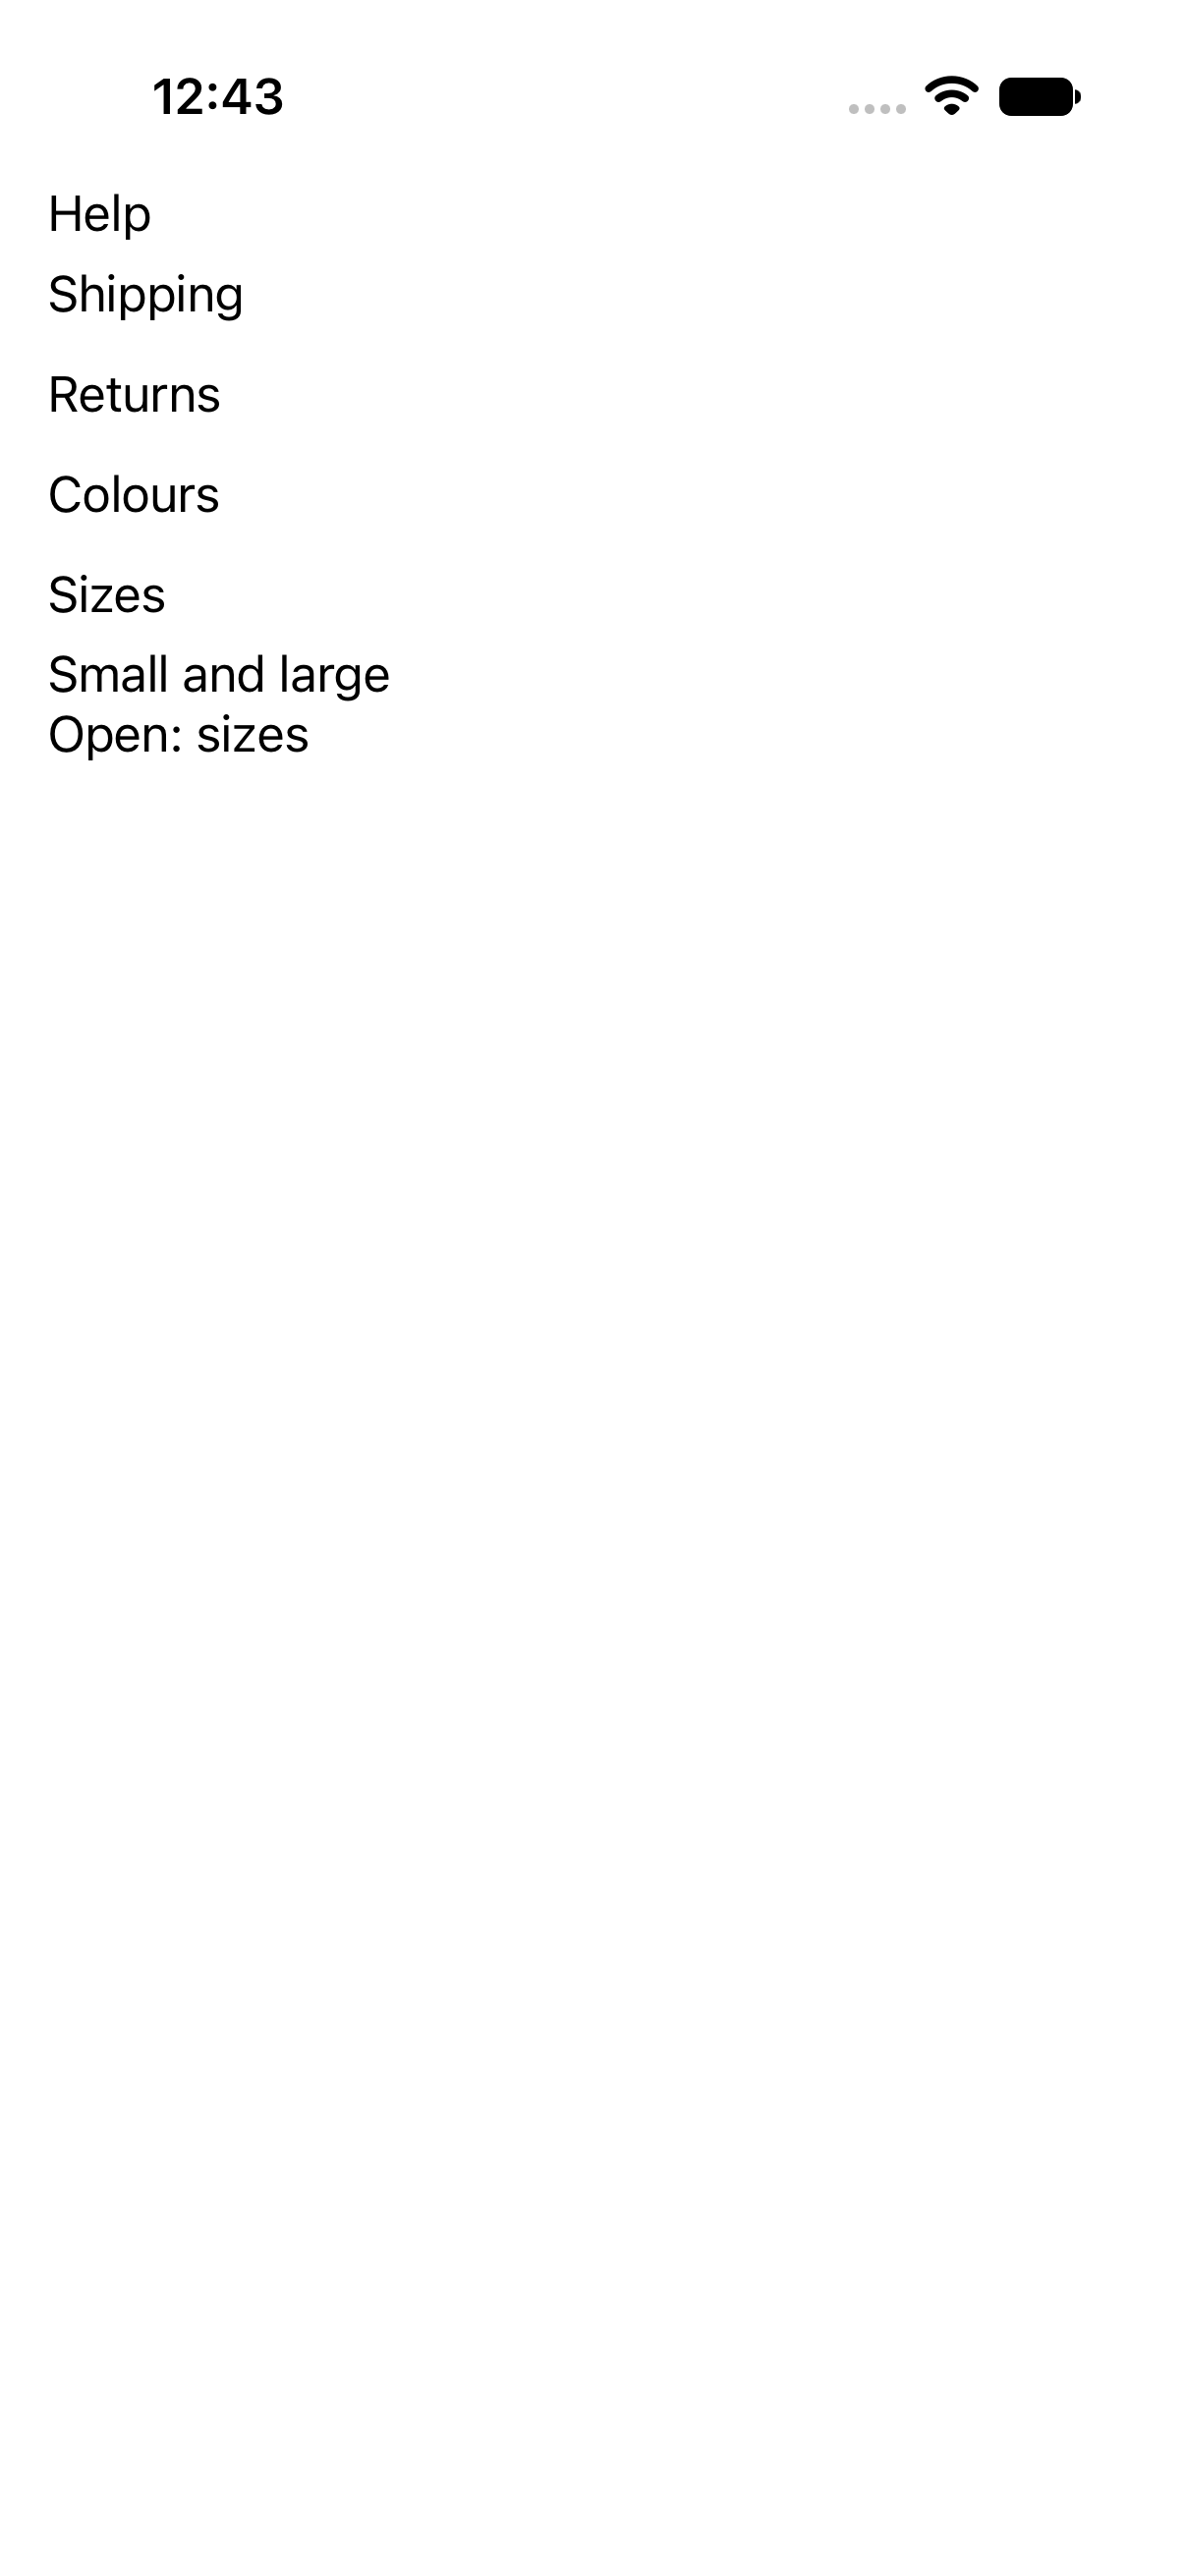 12:43
Help
Shipping
Returns
Colours
Sizes
Small and large
Open: sizes